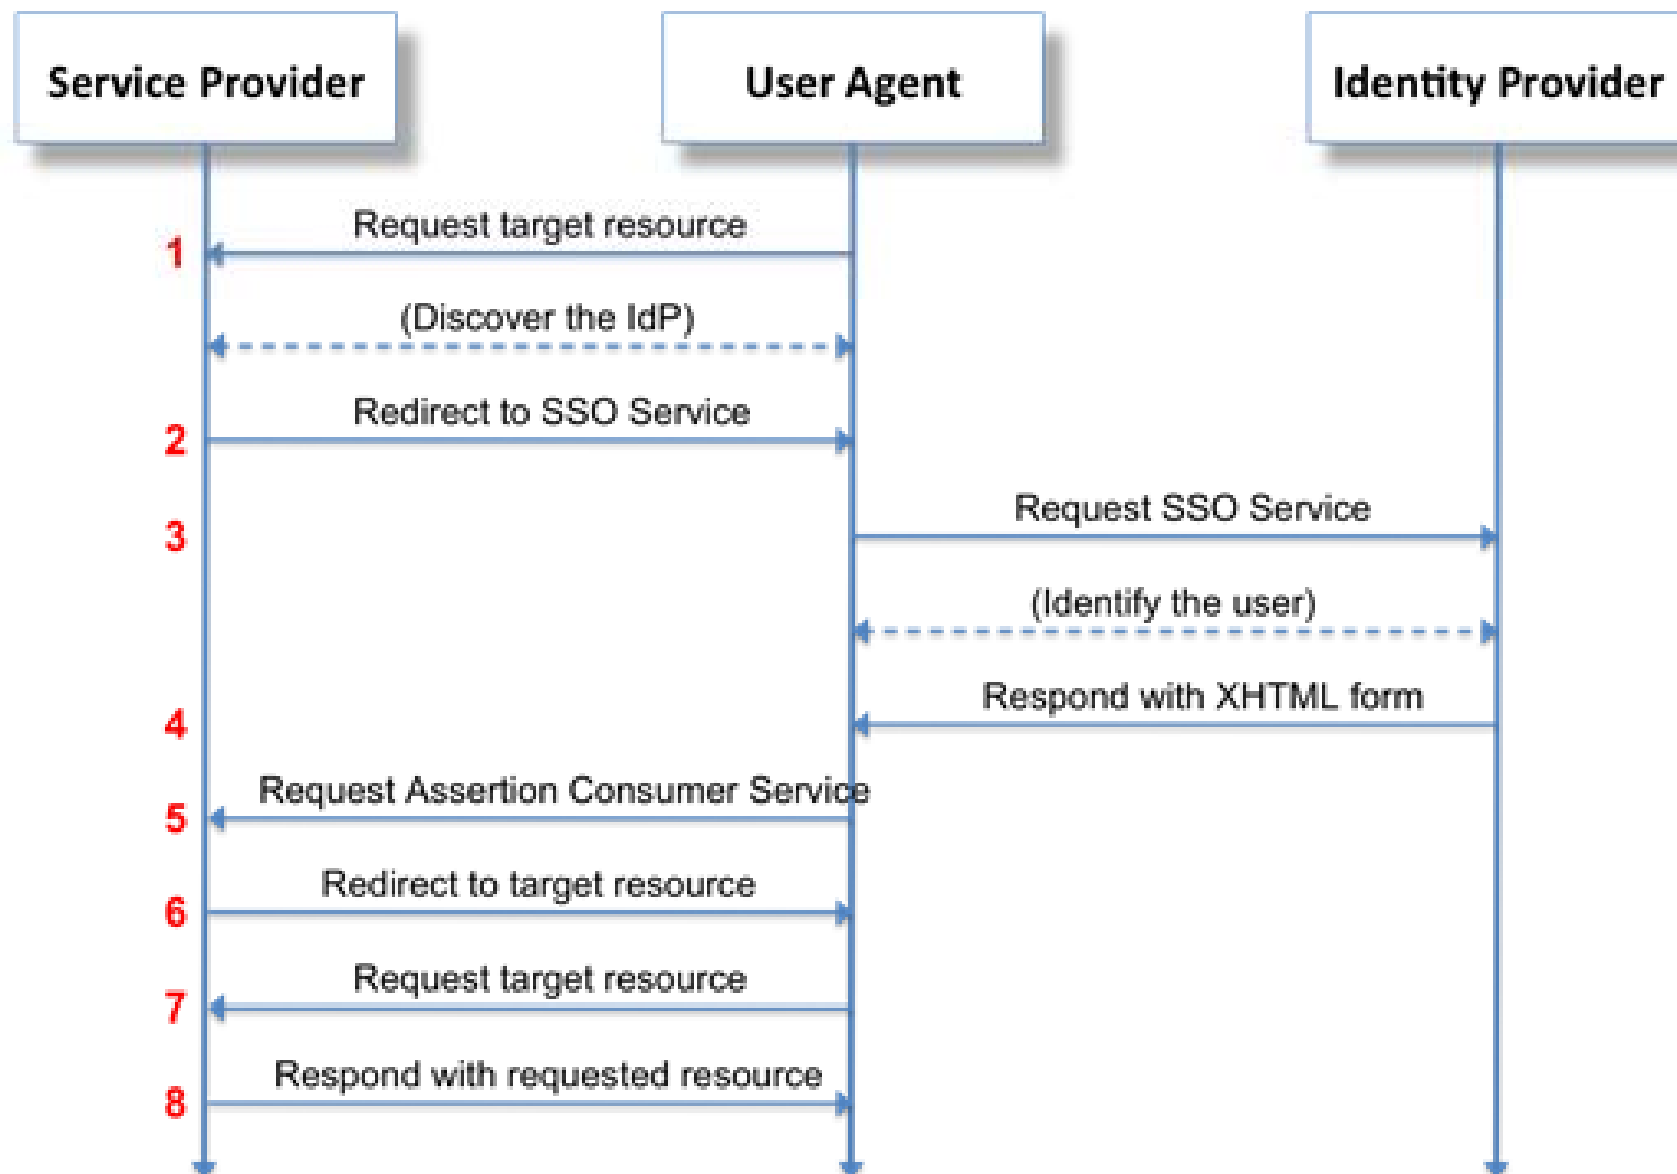 Service Provider
User Agent
Identity Provider
Request target resource
1
(Discover the IdP)
Redirect to SSO Service
2
Request SSO Service
3
(Identify the user)
Respond with XHTML form
4
Request Assertion Consumer Service
5
Redirect to target resource
6
Request target resource
7
Respond with requested resource
8